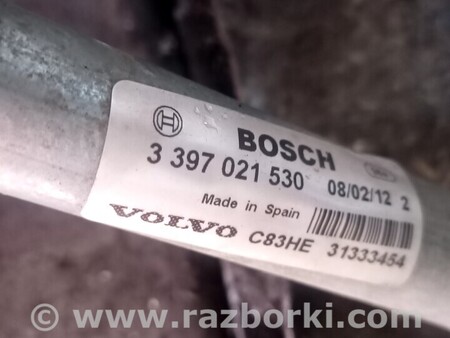 BOSCH
3 397 021 530 08/02/12 2
Made in Spain
VOLVO C83HE 31333454
© www.razborki.com